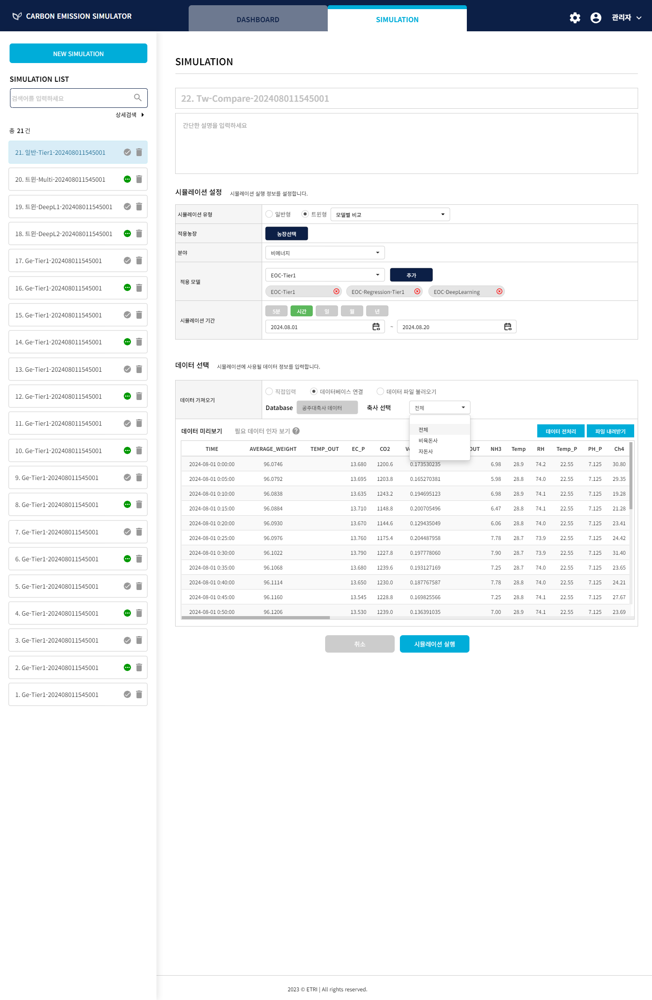 CARBON EMISSION SIMULATOR
DASHBOARD
SIMULATION
관리자
NEW SIMULATION
SIMULATION LIST
검색어를 입력하세요
상세검색
총 21건
21. 일반-Tier1-202408011545001
20. 트윈-Multi-202408011545001
19. 트윈-DeepL1-202408011545001
18. 트윈-DeepL2-202408011545001
17. Ge-Tier1-202408011545001
16. Ge-Tier1-202408011545001
15. Ge-Tier1-202408011545001
14. Ge-Tier1-202408011545001
13. Ge-Tier1-202408011545001
12. Ge-Tier1-202408011545001
11. Ge-Tier1-202408011545001
10. Ge-Tier1-202408011545001
9. Ge-Tier1-202408011545001
8. Ge-Tier1-202408011545001
7. Ge-Tier1-202408011545001
6. Ge-Tier1-202408011545001
5. Ge-Tier1-202408011545001
4. Ge-Tier1-202408011545001
3. Ge-Tier1-202408011545001
2. Ge-Tier1-202408011545001
1. Ge-Tier1-202408011545001
SIMULATION
22. Tw-Compare-202408011545001
간단한 설명을 입력하세요
시뮬레이션 설정 시뮬레이션 실행 정보를 설정합니다.
시뮬레이션 유형 일반형 트윈형 모델별 비교
적용농장 농장선택
분야 비에너지
적용 모델 EOC-Tier1 추가
EOC-Tier1 EOC-Regression-Tier1 EOC-DeepLearning
시뮬레이션 기간 5분 시간 일 월 년
2024.08.01 ~ 2024.08.20
데이터 선택 시뮬레이션에 사용될 데이터 정보를 입력합니다.
데이터 가져오기 직접입력 데이터베이스 연결 데이터 파일 불러오기
Database 공주대축사 데이터 축사 선택 전체
전체
비육돈사
자돈사
데이터 미리보기 필요 데이터 인자 보기 ? 데이터 전처리 파일 내려받기
TIME AVERAGE_WEIGHT TEMP_OUT EC_P CO2 OUT NH3 Temp RH Temp_P PH_P Ch4
2024-08-01 0:00:00 96.0746 13.680 1200.6 0.173530235 6.98 28.9 74.2 22.55 7.125 30.80
2024-08-01 0:05:00 96.0792 13.695 1203.8 0.165270381 5.98 28.8 74.0 22.55 7.125 29.35
2024-08-01 0:10:00 96.0838 13.635 1243.2 0.194695123 6.98 28.9 74.1 22.55 7.125 19.28
2024-08-01 0:15:00 96.0884 13.710 1148.8 0.200705496 6.47 28.8 74.1 22.55 7.125 21.28
2024-08-01 0:20:00 96.0930 13.670 1144.6 0.129435049 6.06 28.8 74.0 22.55 7.125 23.41
2024-08-01 0:25:00 96.0976 13.760 1175.4 0.204487958 7.78 28.7 73.9 22.55 7.125 24.42
2024-08-01 0:30:00 96.1022 13.790 1227.8 0.197778060 7.90 28.7 73.9 22.55 7.125 31.40
2024-08-01 0:35:00 96.1068 13.680 1239.6 0.193127169 7.25 28.7 74.0 22.55 7.125 23.65
2024-08-01 0:40:00 96.1114 13.650 1230.0 0.187767587 7.78 28.8 74.0 22.55 7.125 24.21
2024-08-01 0:45:00 96.1160 13.545 1228.8 0.169825566 7.25 28.8 74.1 22.55 7.125 27.67
2024-08-01 0:50:00 96.1206 13.530 1239.0 0.136391035 7.00 28.9 74.1 22.55 7.125 23.69
취소 시뮬레이션 실행
2023 © ETRI | All rights reserved.